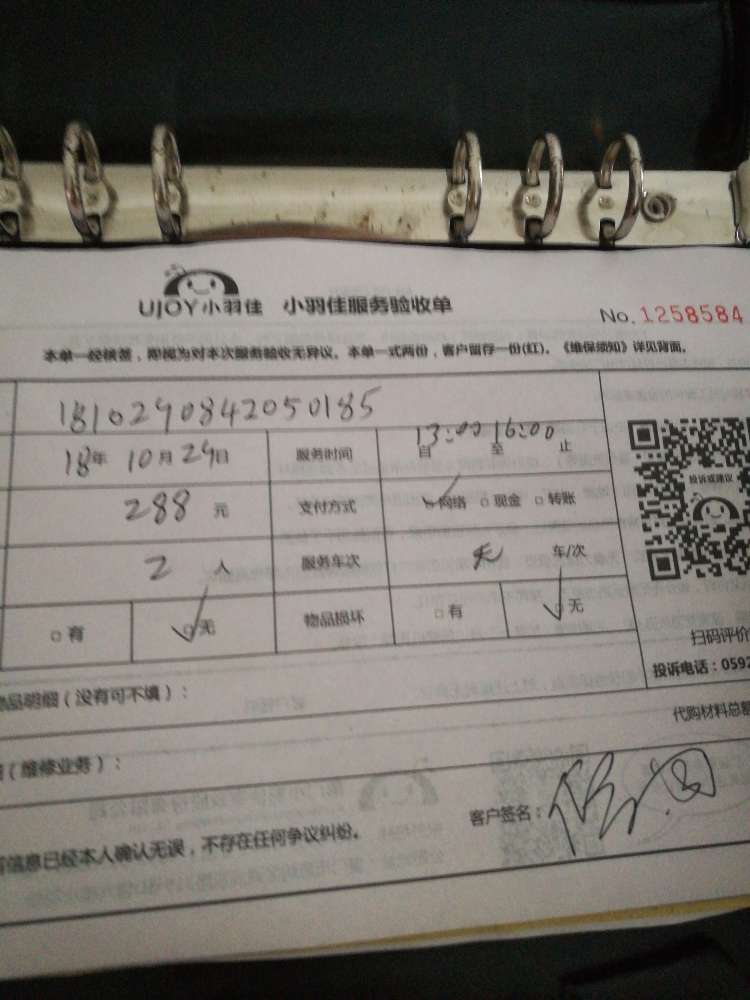 UJOY小羽佳 小羽佳服务验收单
No. 1258584
本单一经核签，即视为对本次服务验收无异议。本单一式两份，客户留存一份(红)。《维保须知》详见背面。
1810290842050185
18年 10月 29日 服务时间 自 13:00 至 16:00 止
288 元 支付方式 网络 □ 现金 □ 转账
投诉或建议
2 人 服务车次 车/次
□ 有 □ 无 物品损坏 □ 有 □ 无
扫码评价
投诉电话：0592
物品明细（没有可不填）：
代购材料总额
（维修业务）：
客户签名：
信息已经本人确认无误，不存在任何争议纠纷。